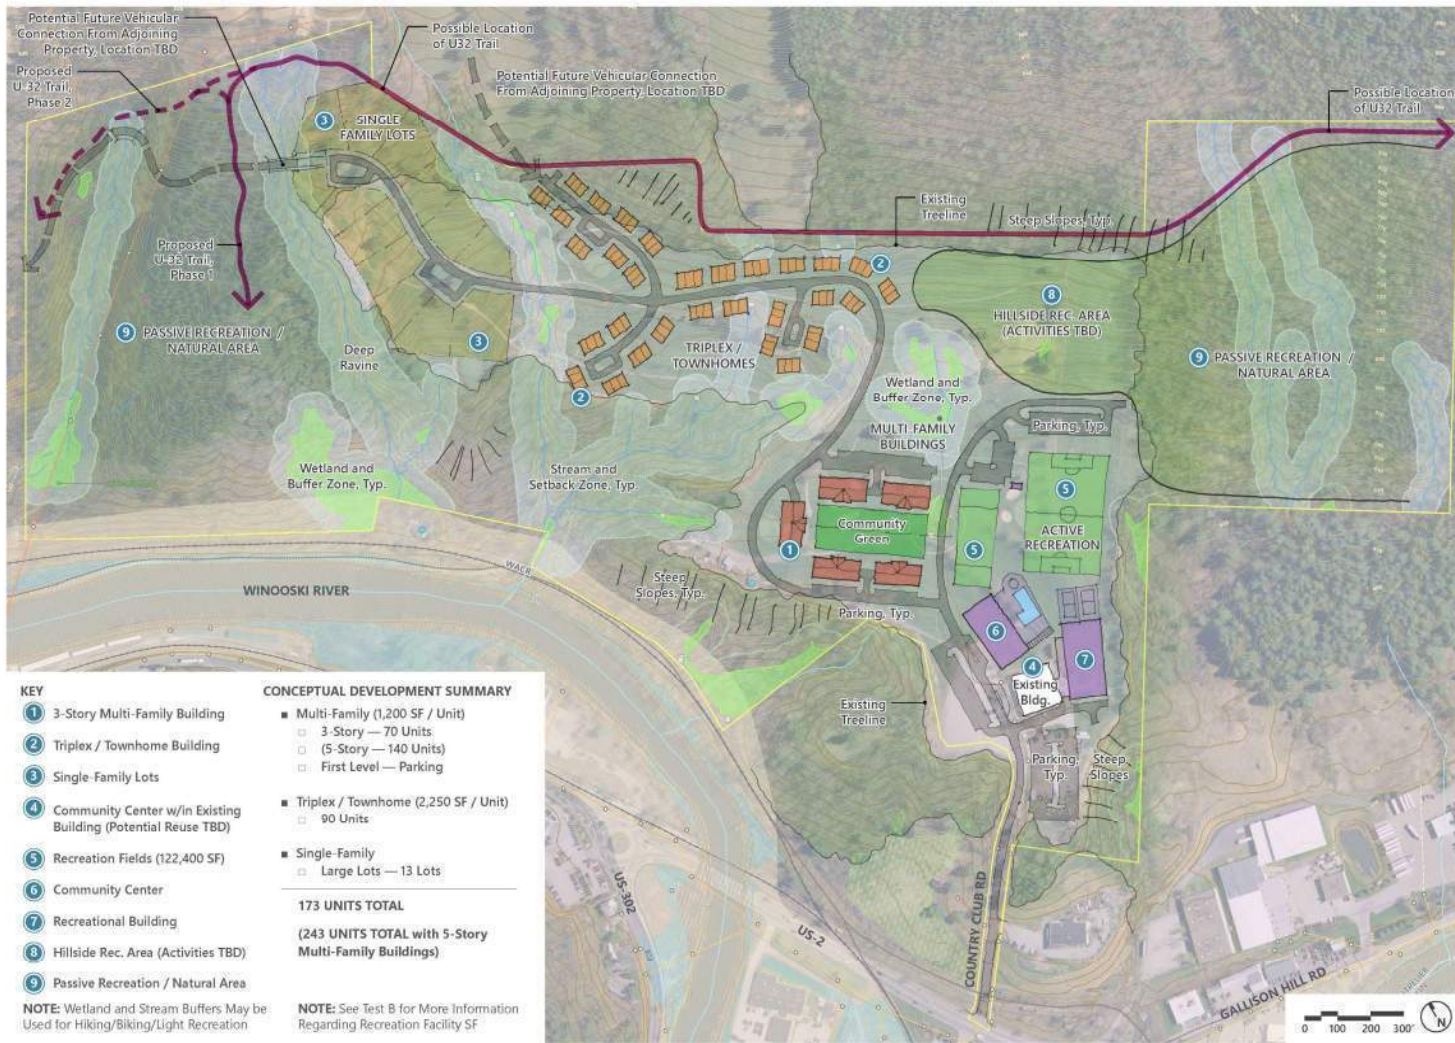 Potential Future Vehicular
Connection From Adjoining
Property, Location TBD
Proposed
U-32 Trail,
Phase 2
Possible Location
of U32 Trail
Potential Future Vehicular Connection
From Adjoining Property, Location TBD
Possible Location
of U32 Trail
3
SINGLE
FAMILY LOTS
Existing
Treeline
Steep Slopes, Typ.
Proposed
U-32 Trail,
Phase 1
2
8
HILLSIDE REC. AREA
(ACTIVITIES TBD)
9
PASSIVE RECREATION /
NATURAL AREA
Deep
Ravine
3
TRIPLEX /
TOWNHOMES
9
PASSIVE RECREATION /
NATURAL AREA
2
Wetland and
Buffer Zone, Typ.
MULTI-FAMILY
BUILDINGS
Parking, Typ.
Wetland and
Buffer Zone, Typ.
Stream and
Setback Zone, Typ.
5
Community
Green
ACTIVE
RECREATION
1
5
WACR
Steep
Slopes, Typ.
Parking, Typ.
WINOOSKI RIVER
6
7
4
Existing
Bldg.
Existing
Treeline
Parking,
Typ.
Steep
Slopes
COUNTRY CLUB RD
US-302
US-2
GALLISON HILL RD
KEY
1 3-Story Multi-Family Building
2 Triplex / Townhome Building
3 Single-Family Lots
4 Community Center w/in Existing
Building (Potential Reuse TBD)
5 Recreation Fields (122,400 SF)
6 Community Center
7 Recreational Building
8 Hillside Rec. Area (Activities TBD)
9 Passive Recreation / Natural Area
NOTE: Wetland and Stream Buffers May be
Used for Hiking/Biking/Light Recreation
CONCEPTUAL DEVELOPMENT SUMMARY
■ Multi-Family (1,200 SF / Unit)
□ 3-Story — 70 Units
□ (5-Story — 140 Units)
□ First Level — Parking
■ Triplex / Townhome (2,250 SF / Unit)
□ 90 Units
■ Single-Family
□ Large Lots — 13 Lots
173 UNITS TOTAL
(243 UNITS TOTAL with 5-Story
Multi-Family Buildings)
NOTE: See Test B for More Information
Regarding Recreation Facility SF
0 100 200 300'
N